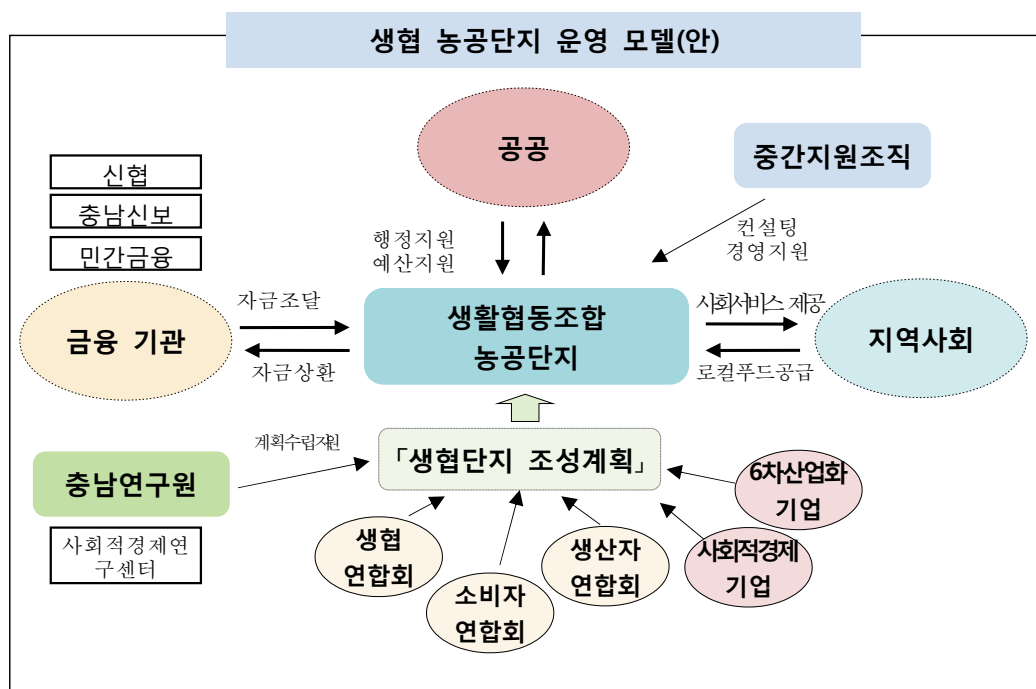 생협 농공단지 운영 모델(안)
공공
중간지원조직
신협
충남신보
민간금융
행정지원
예산지원
컨설팅
경영지원
자금조달
금융 기관
자금상환
생활협동조합
농공단지
사회서비스 제공
로컬푸드공급
지역사회
계획수립지원
「생협단지 조성계획」
충남연구원
사회적경제연
구센터
6차산업화
기업
생협
연합회
소비자
연합회
생산자
연합회
사회적경제
기업